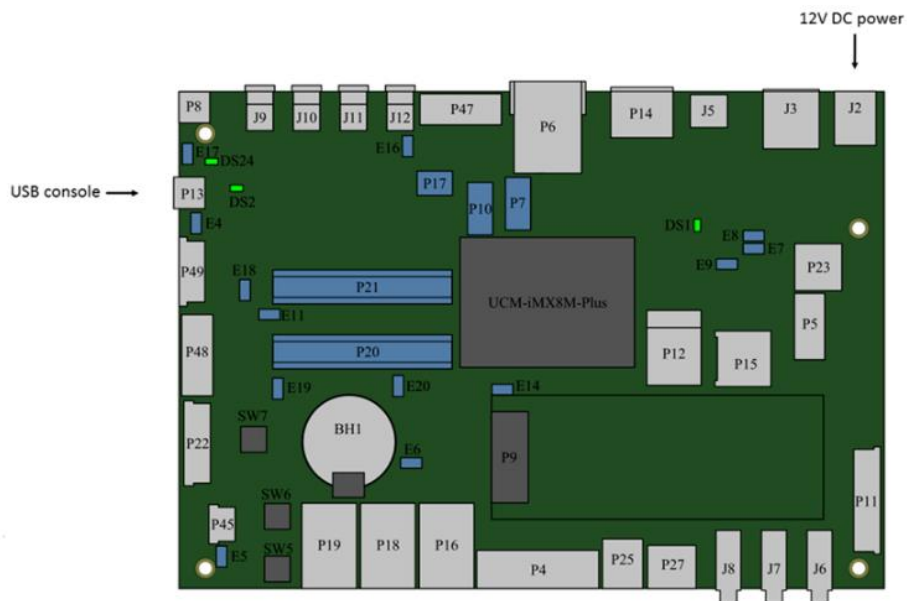 12V DC power
P8
J9
J10
J11
J12
P47
P6
P14
J5
J3
J2
E17
DS24
E16
USB console
P13
DS2
P17
P10
P7
E4
DS1
E8
E7
E9
P23
P49
E18
P21
UCM-iMX8M-Plus
E11
P5
P48
P20
P12
P15
E19
E20
E14
SW7
BH1
P22
E6
P9
SW6
P11
P45
P19
P18
P16
E5
SW5
P4
P25
P27
J8
J7
J6